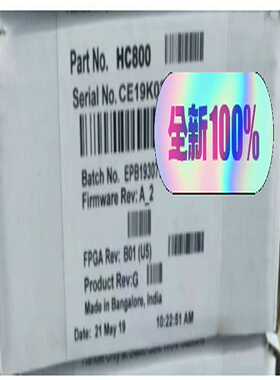 Part No. HC800
Serial No. CE19K0
全新100%
Batch No. EPB1930
Firmware Rev: A_2
FPGA Rev: B01 (U5)
Product Rev:G
Made in Bangalore, India
Date: 21 May 19 10:22:51 AM